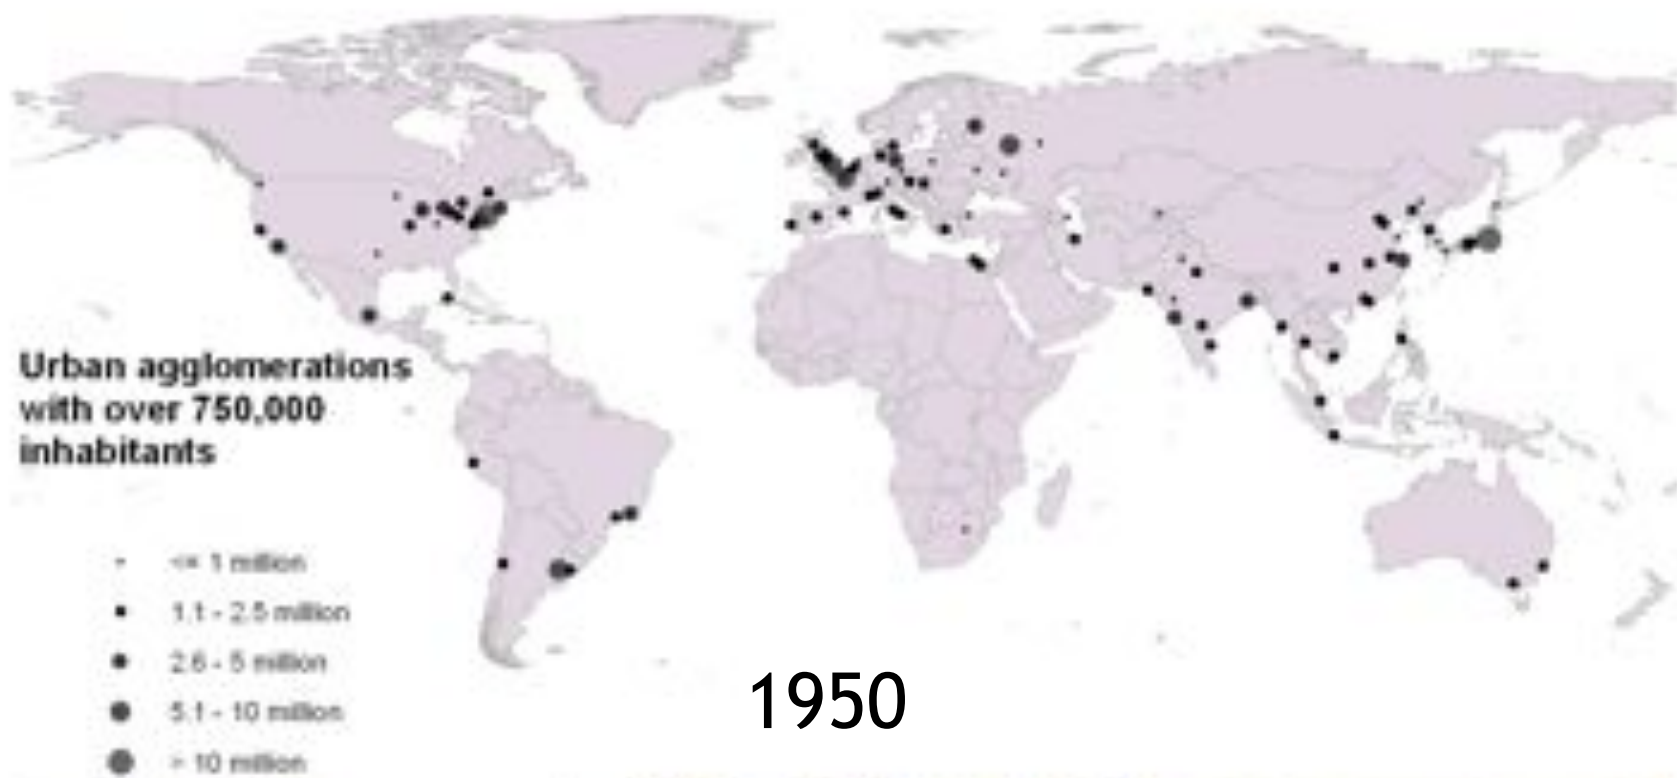 Urban agglomerations
with over 750,000
inhabitants
<= 1 million
1.1 - 2.5 million
2.6 - 5 million
5.1 - 10 million
> 10 million
1950